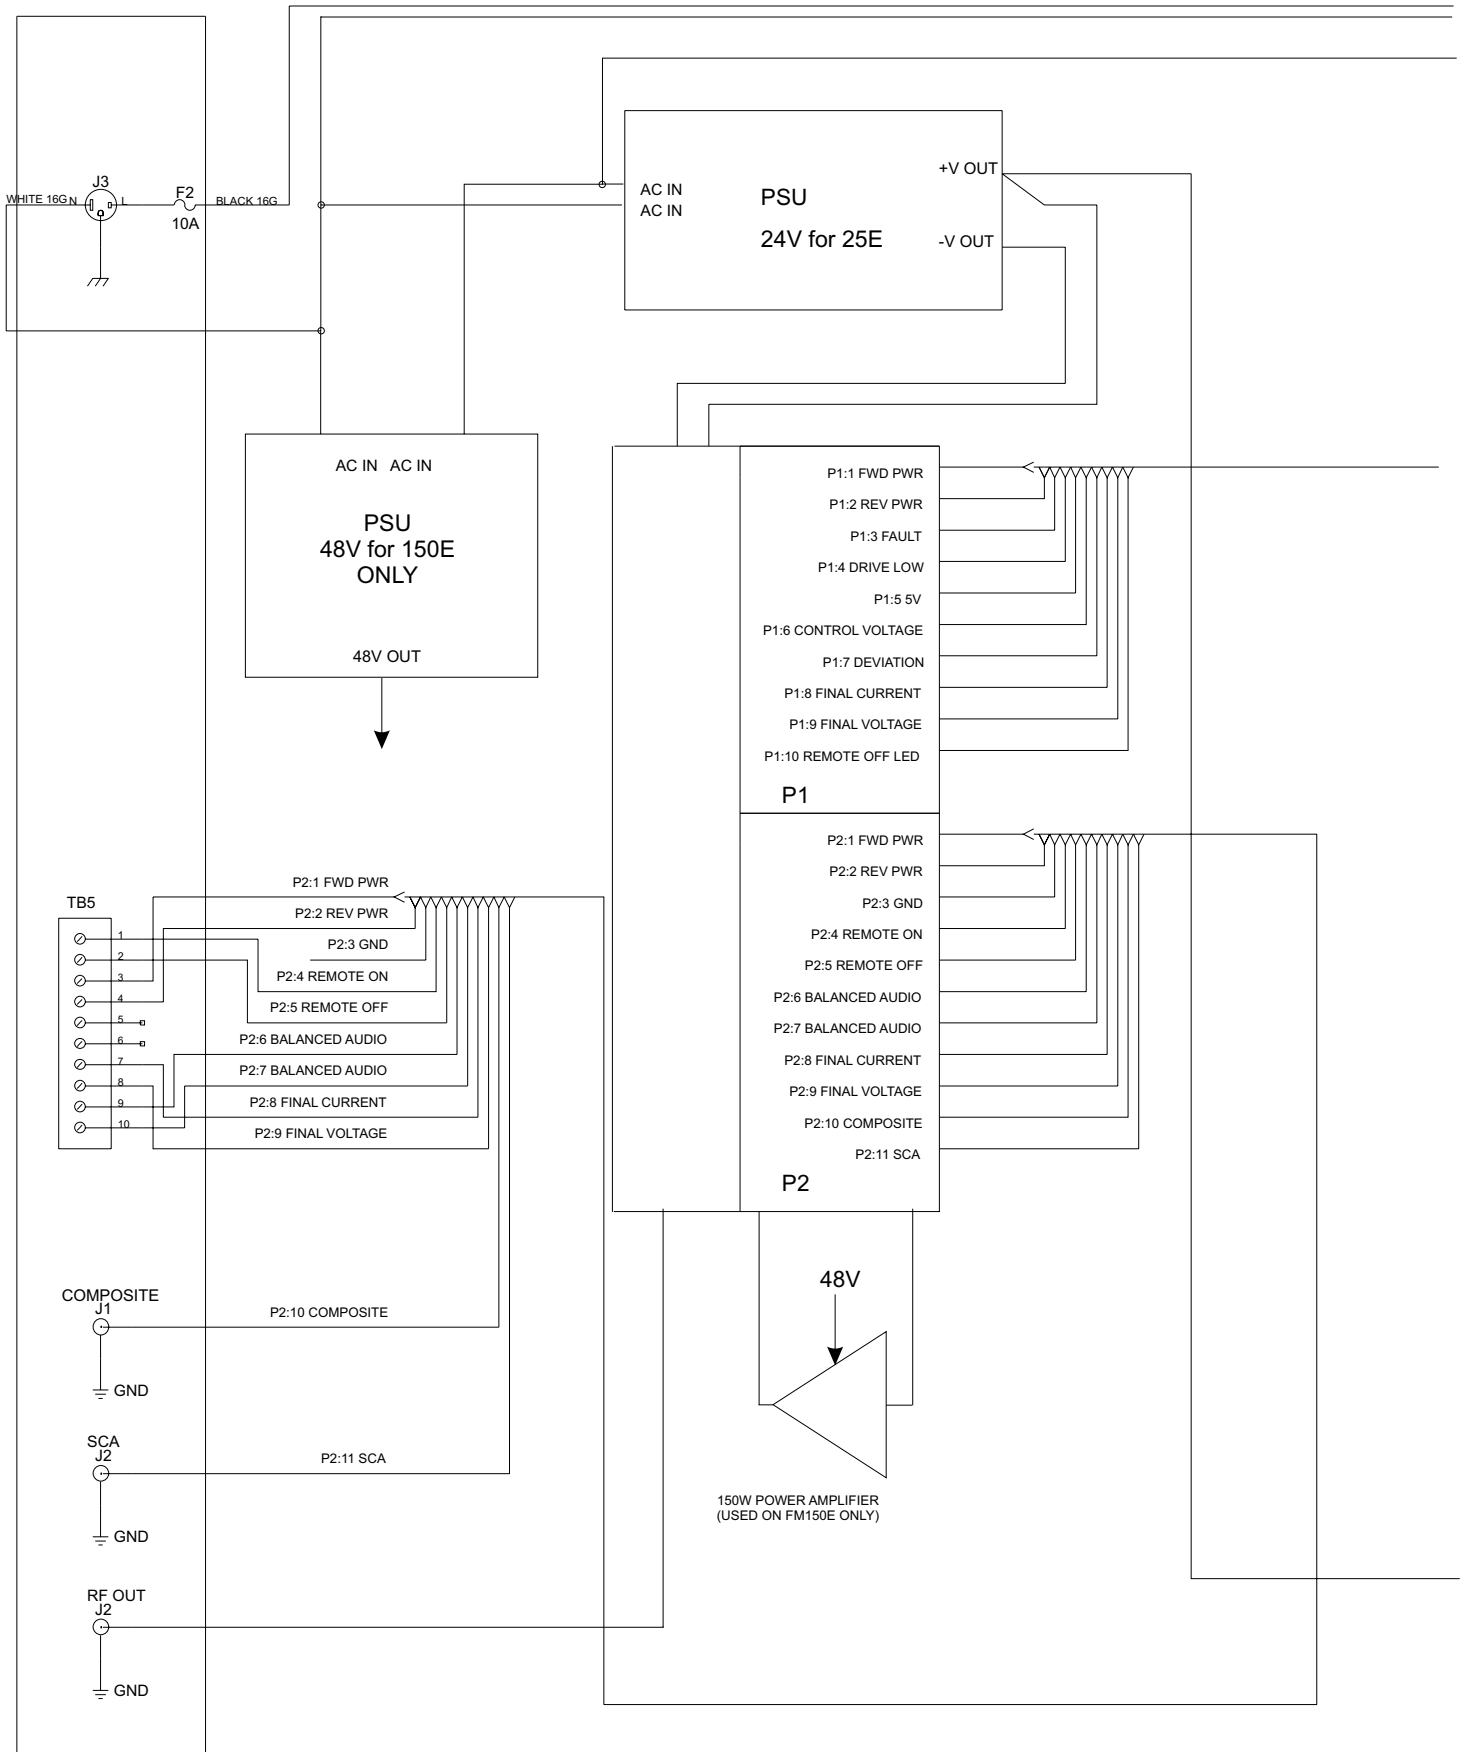 J3
WHITE 16G
N
L
F2
10A
BLACK 16G
AC IN
AC IN
PSU
24V for 25E
+V OUT
-V OUT
AC IN AC IN
PSU
48V for 150E
ONLY
48V OUT
P1:1 FWD PWR
P1:2 REV PWR
P1:3 FAULT
P1:4 DRIVE LOW
P1:5 5V
P1:6 CONTROL VOLTAGE
P1:7 DEVIATION
P1:8 FINAL CURRENT
P1:9 FINAL VOLTAGE
P1:10 REMOTE OFF LED
P1
P2:1 FWD PWR
P2:2 REV PWR
P2:3 GND
P2:4 REMOTE ON
P2:5 REMOTE OFF
P2:6 BALANCED AUDIO
P2:7 BALANCED AUDIO
P2:8 FINAL CURRENT
P2:9 FINAL VOLTAGE
P2:10 COMPOSITE
P2:11 SCA
P2
TB5
1
2
3
4
5
6
7
8
9
10
P2:1 FWD PWR
P2:2 REV PWR
P2:3 GND
P2:4 REMOTE ON
P2:5 REMOTE OFF
P2:6 BALANCED AUDIO
P2:7 BALANCED AUDIO
P2:8 FINAL CURRENT
P2:9 FINAL VOLTAGE
COMPOSITE
J1
P2:10 COMPOSITE
GND
SCA
J2
P2:11 SCA
GND
RF OUT
J2
GND
48V
150W POWER AMPLIFIER
(USED ON FM150E ONLY)